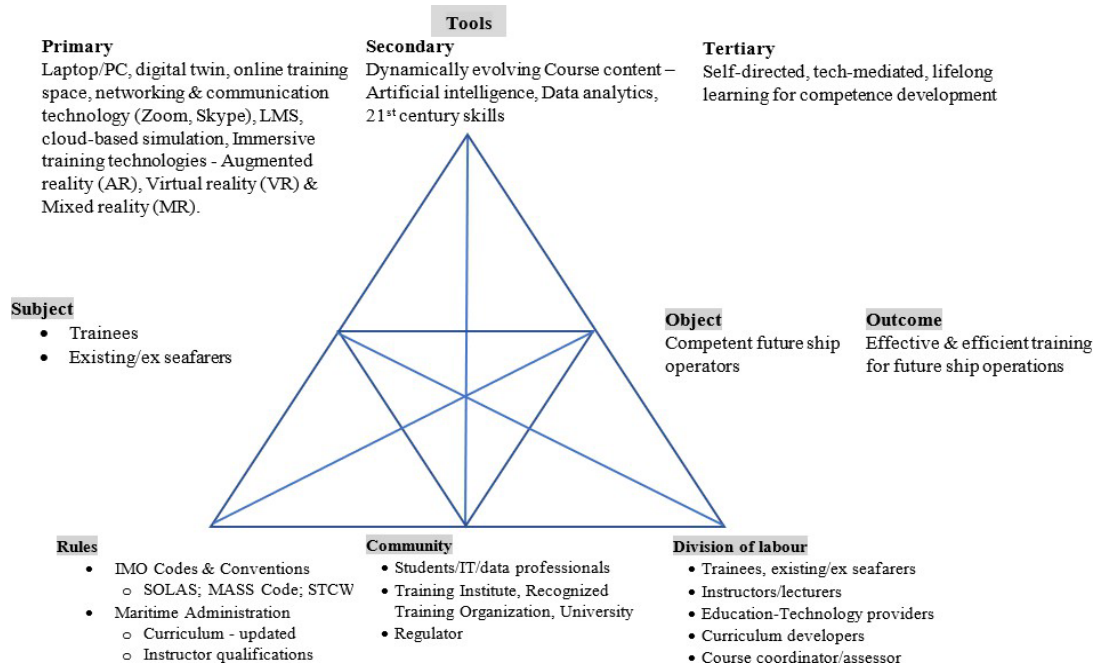 Tools
Primary
Laptop/PC, digital twin, online training
space, networking & communication
technology (Zoom, Skype), LMS,
cloud-based simulation, Immersive
training technologies - Augmented
reality (AR), Virtual reality (VR) &
Mixed reality (MR).
Secondary
Dynamically evolving Course content –
Artificial intelligence, Data analytics,
21st century skills
Tertiary
Self-directed, tech-mediated, lifelong
learning for competence development
Subject
• Trainees
• Existing/ex seafarers
Object
Competent future ship
operators
Outcome
Effective & efficient training
for future ship operations
Rules
• IMO Codes & Conventions
o SOLAS; MASS Code; STCW
• Maritime Administration
o Curriculum - updated
o Instructor qualifications
Community
• Students/IT/data professionals
• Training Institute, Recognized
Training Organization, University
• Regulator
Division of labour
• Trainees, existing/ex seafarers
• Instructors/lecturers
• Education-Technology providers
• Curriculum developers
• Course coordinator/assessor